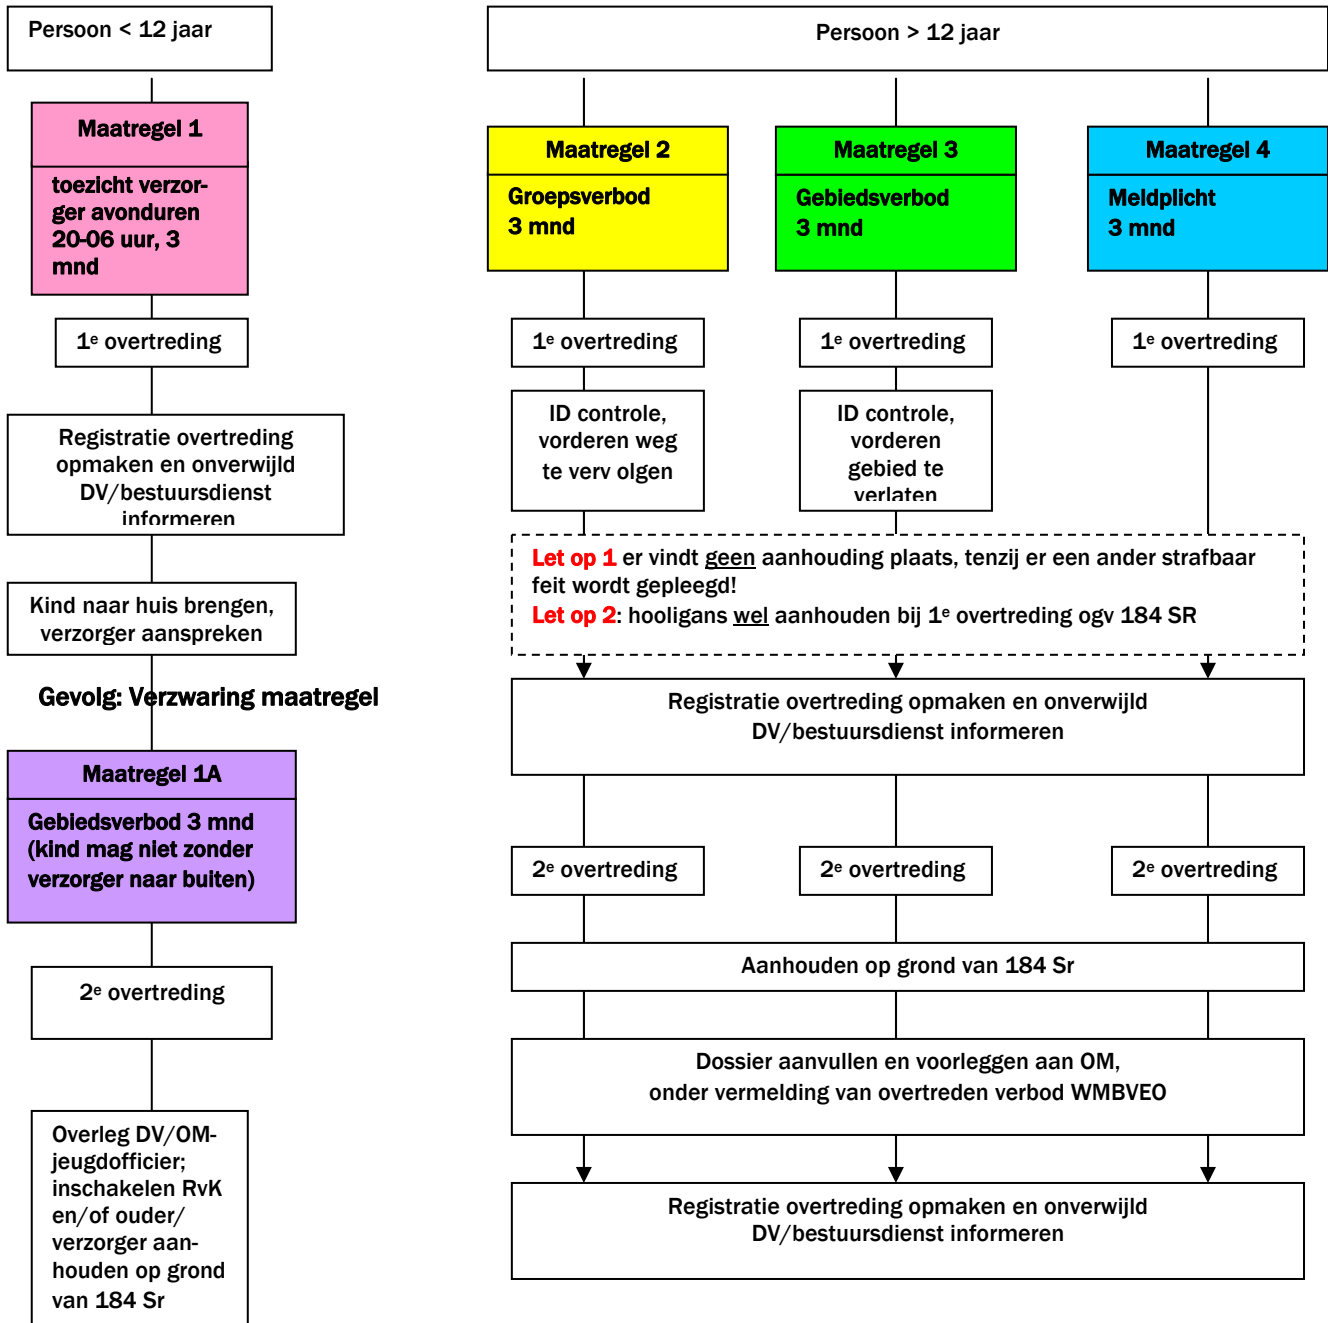 Persoon < 12 jaar
Maatregel 1
toezicht verzor-
ger avonduren
20-06 uur, 3
mnd
1e overtreding
Registratie overtreding
opmaken en onverwijld
DV/bestuursdienst
informeren
Kind naar huis brengen,
verzorger aanspreken
Gevolg: Verzwaring maatregel
Maatregel 1A
Gebiedsverbod 3 mnd
(kind mag niet zonder
verzorger naar buiten)
2e overtreding
Overleg DV/OM-
jeugdofficier;
inschakelen RvK
en/of ouder/
verzorger aan-
houden op grond
van 184 Sr
Persoon > 12 jaar
Maatregel 2
Groepsverbod
3 mnd
Maatregel 3
Gebiedsverbod
3 mnd
Maatregel 4
Meldplicht
3 mnd
1e overtreding
1e overtreding
1e overtreding
ID controle,
vorderen weg
te verv olgen
ID controle,
vorderen
gebied te
verlaten
Let op 1 er vindt geen aanhouding plaats, tenzij er een ander strafbaar
feit wordt gepleegd!
Let op 2: hooligans wel aanhouden bij 1e overtreding ogv 184 SR
Registratie overtreding opmaken en onverwijld
DV/bestuursdienst informeren
2e overtreding
2e overtreding
2e overtreding
Aanhouden op grond van 184 Sr
Dossier aanvullen en voorleggen aan OM,
onder vermelding van overtreden verbod WMBVEO
Registratie overtreding opmaken en onverwijld
DV/bestuursdienst informeren